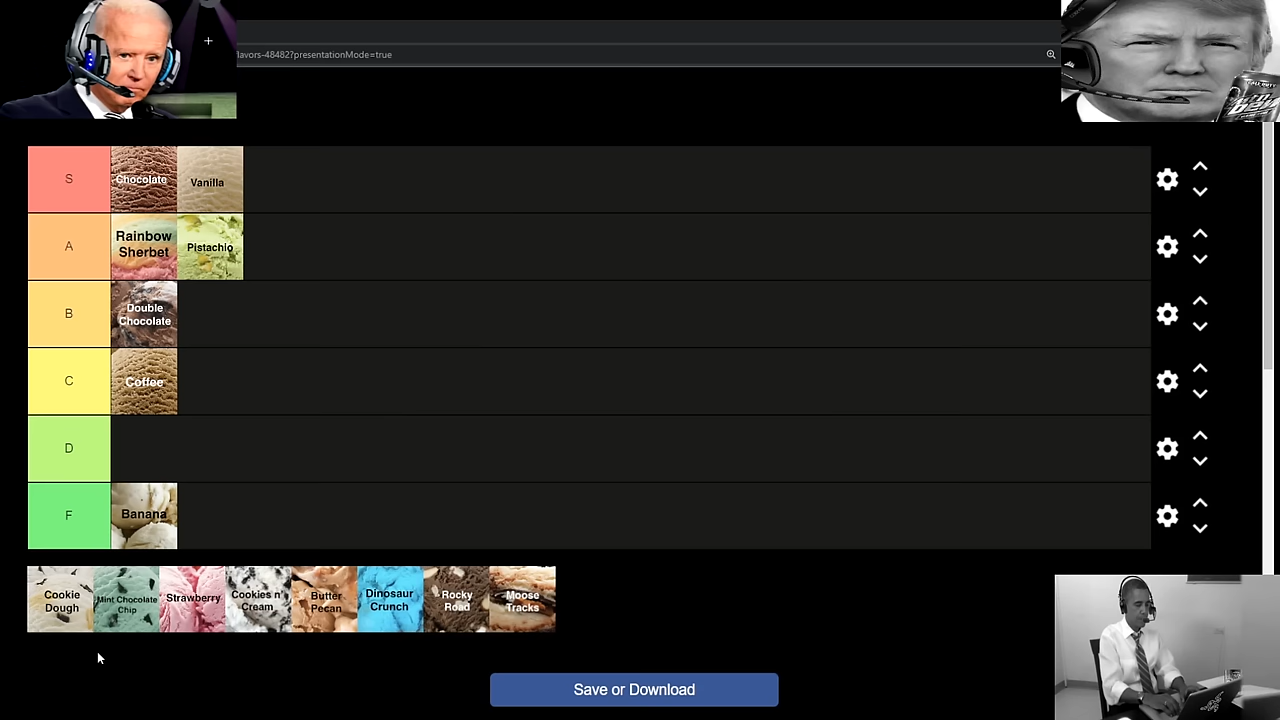 +
lavors-48482?presentationMode=true
S
Chocolate
Vanilla
A
Rainbow
Sherbet
Pistachio
B
Double
Chocolate
C
Coffee
D
F
Banana
Cookie
Dough
Mint Chocolate
Chip
Strawberry
Cookies n'
Cream
Butter
Pecan
Dinosaur
Crunch
Rocky
Road
Moose
Tracks
Save or Download